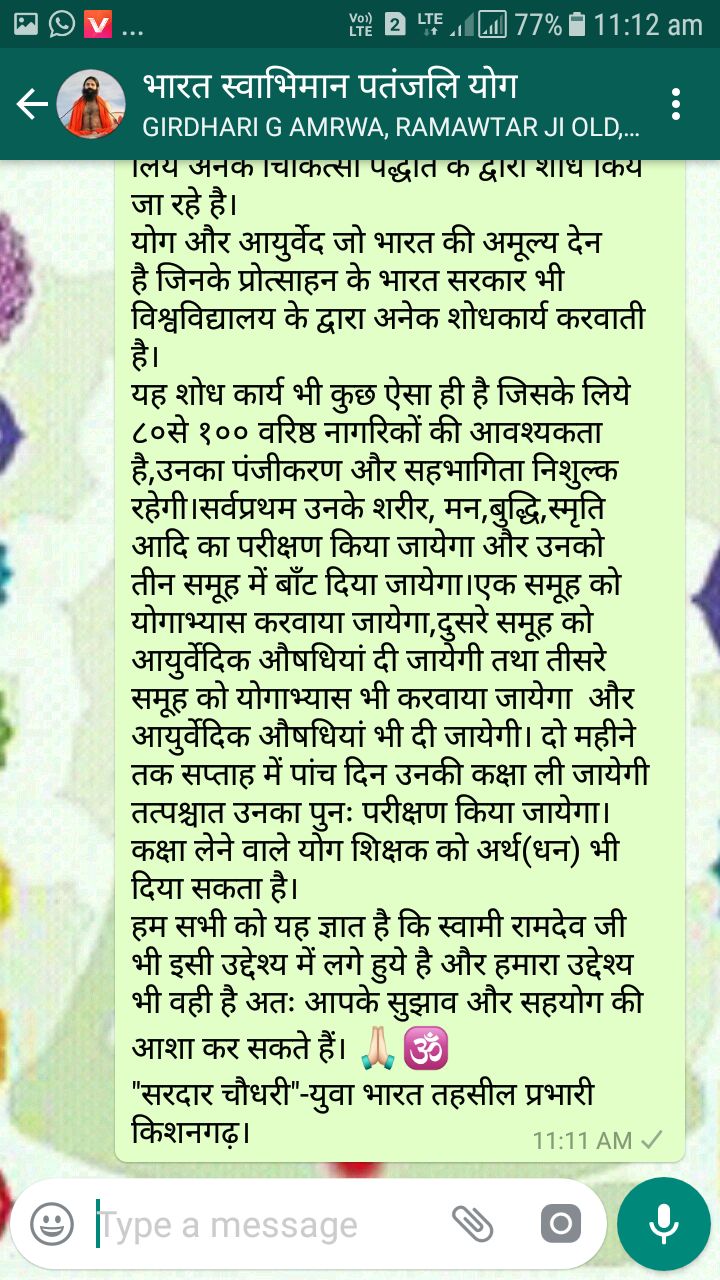 ... Vo)) LTE 2 LTE 77% 11:12 am
भारत स्वाभिमान पतंजलि योग
GIRDHARI G AMRWA, RAMAWTAR JI OLD,...
लिये अनेक चिकित्सा पद्धति के द्वारा शोध किये
जा रहे है।
योग और आयुर्वेद जो भारत की अमूल्य देन
है जिनके प्रोत्साहन के भारत सरकार भी
विश्वविद्यालय के द्वारा अनेक शोधकार्य करवाती
है।
यह शोध कार्य भी कुछ ऐसा ही है जिसके लिये
८०से १०० वरिष्ठ नागरिकों की आवश्यकता
है,उनका पंजीकरण और सहभागिता निशुल्क
रहेगी।सर्वप्रथम उनके शरीर, मन,बुद्धि,स्मृति
आदि का परीक्षण किया जायेगा और उनको
तीन समूह में बाँट दिया जायेगा।एक समूह को
योगाभ्यास करवाया जायेगा,दुसरे समूह को
आयुर्वेदिक औषधियां दी जायेगी तथा तीसरे
समूह को योगाभ्यास भी करवाया जायेगा और
आयुर्वेदिक औषधियां भी दी जायेगी। दो महीने
तक सप्ताह में पांच दिन उनकी कक्षा ली जायेगी
तत्पश्चात उनका पुनः परीक्षण किया जायेगा।
कक्षा लेने वाले योग शिक्षक को अर्थ(धन) भी
दिया सकता है।
हम सभी को यह ज्ञात है कि स्वामी रामदेव जी
भी इसी उद्देश्य में लगे हुये है और हमारा उद्देश्य
भी वही है अतः आपके सुझाव और सहयोग की
आशा कर सकते हैं। 🙏🏻🕉
"सरदार चौधरी"-युवा भारत तहसील प्रभारी
किशनगढ़।
11:11 AM
Type a message